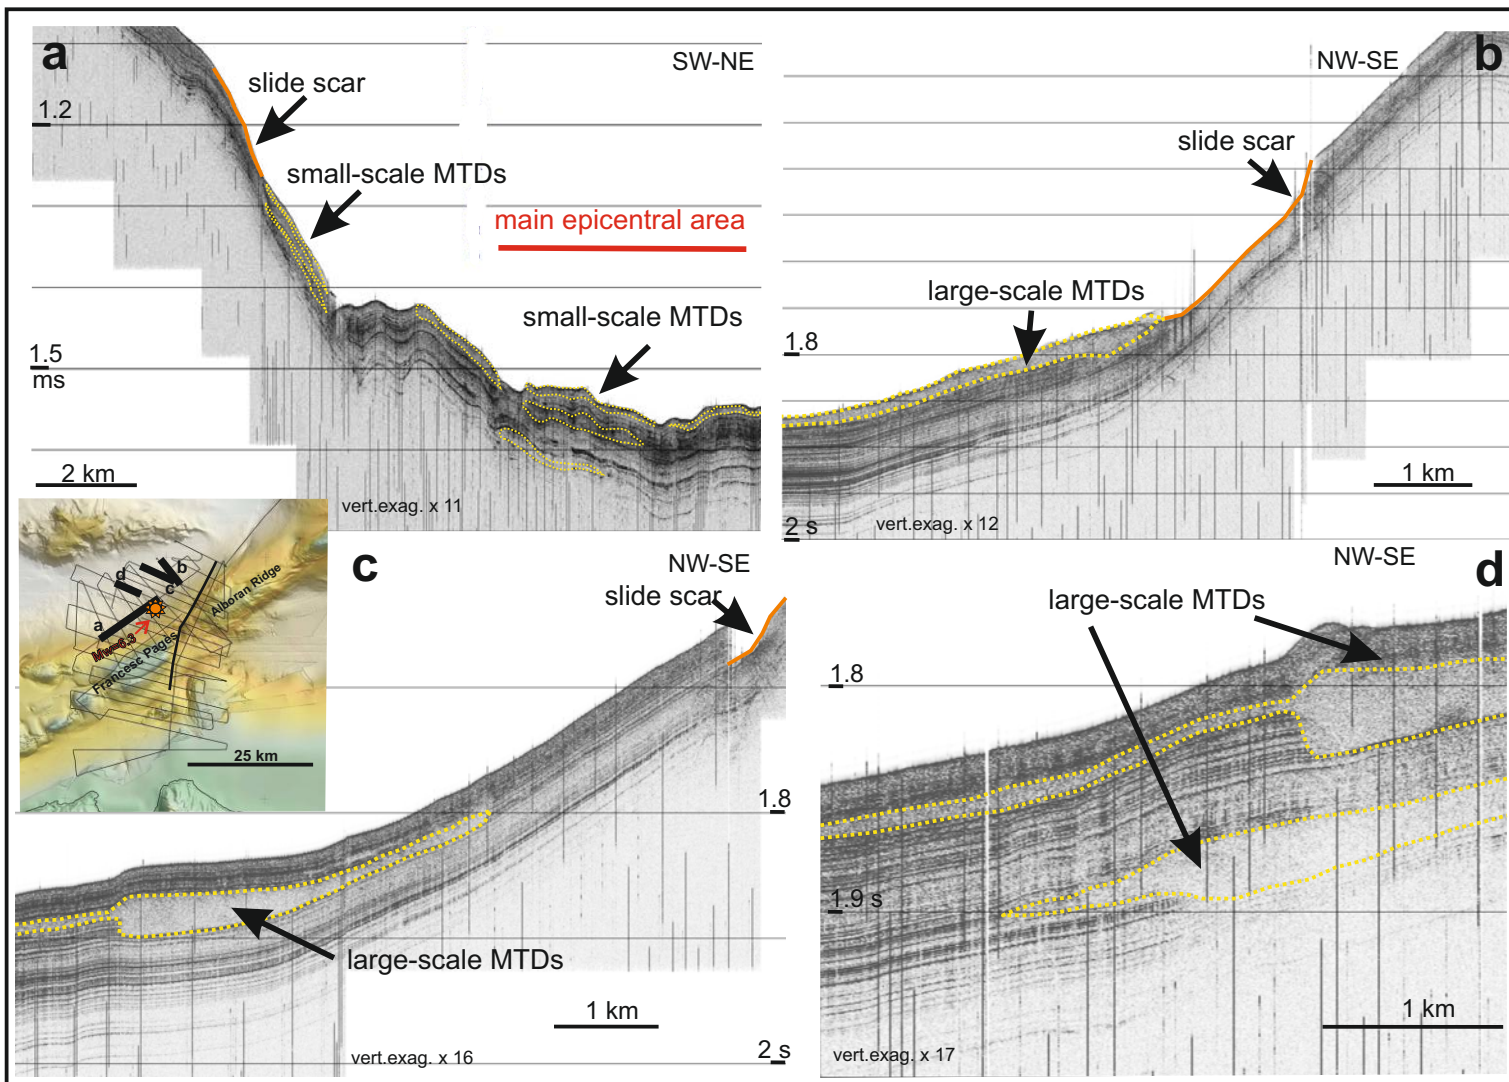 a
SW-NE
slide scar
1.2
small-scale MTDs
main epicentral area
small-scale MTDs
1.5
ms
2 km
vert.exag. x 11
b
NW-SE
slide scar
large-scale MTDs
1.8
1 km
2 s
vert.exag. x 12
d
b
c
a
Mw=6.3
Alboran Ridge
Francesc Pages
25 km
c
NW-SE
slide scar
1.8
large-scale MTDs
1 km
vert.exag. x 16
2 s
NW-SE
d
large-scale MTDs
1.8
1.9 s
1 km
vert.exag. x 17